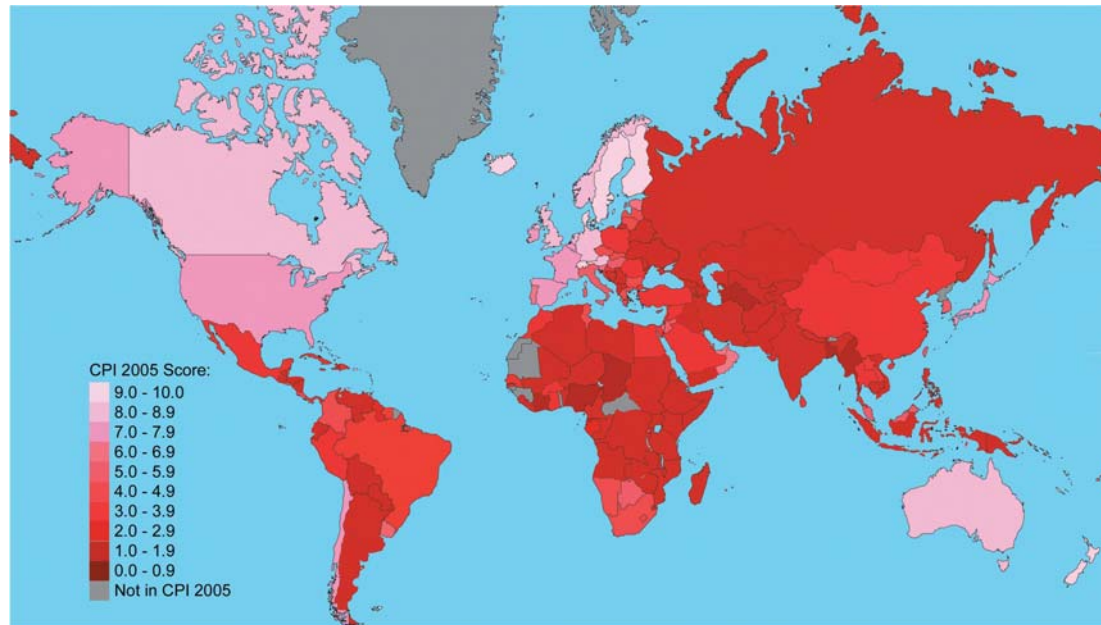 CPI 2005 Score:
9.0 - 10.0
8.0 - 8.9
7.0 - 7.9
6.0 - 6.9
5.0 - 5.9
4.0 - 4.9
3.0 - 3.9
2.0 - 2.9
1.0 - 1.9
0.0 - 0.9
Not in CPI 2005